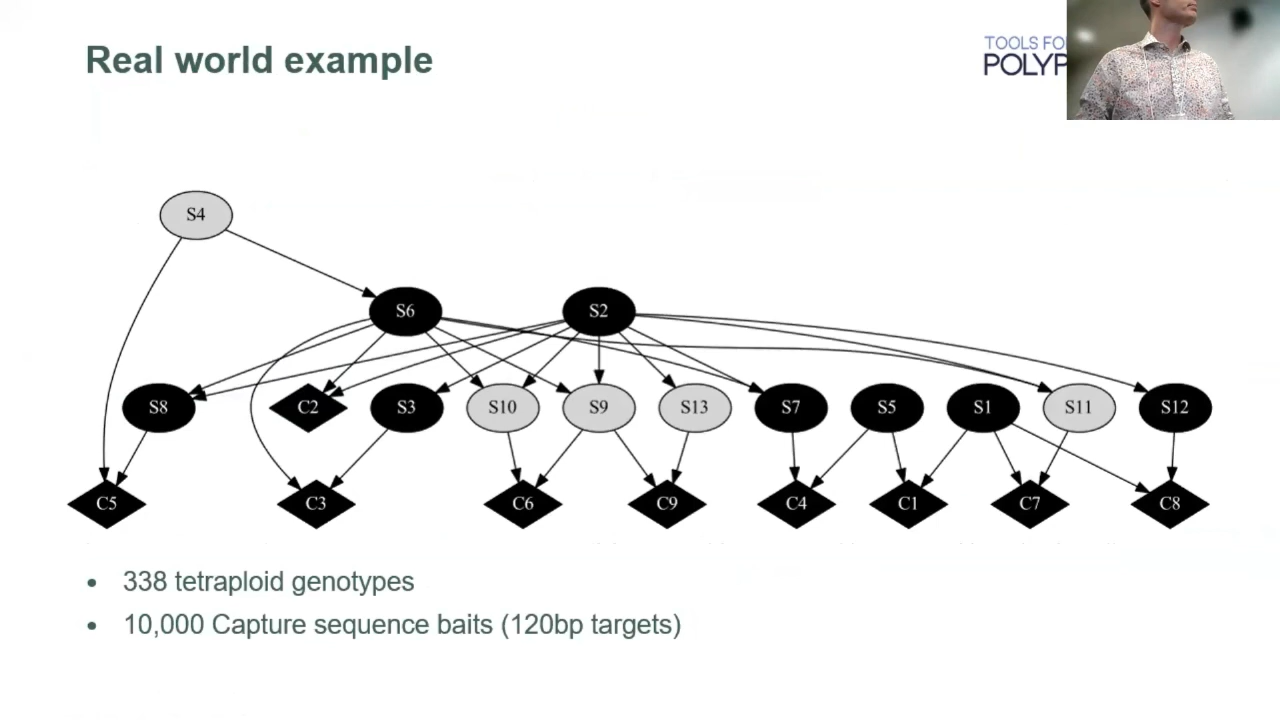 Real world example
TOOLS
POLYP
S4
S6
S2
S8
C2
S3
S10
S9
S13
S7
S5
S1
S11
S12
C5
C3
C6
C9
C4
C1
C7
C8
• 338 tetraploid genotypes
• 10,000 Capture sequence baits (120bp targets)